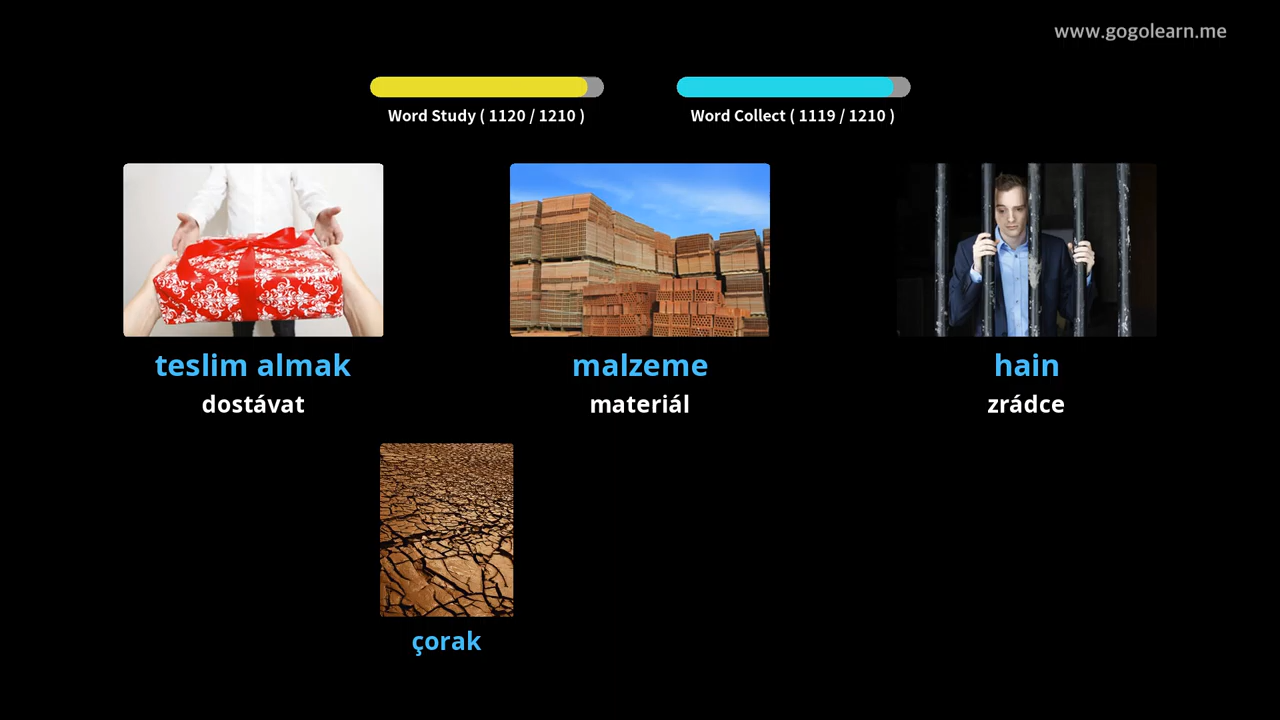 www.gogolearn.me
Word Study ( 1120 / 1210 )
Word Collect ( 1119 / 1210 )
teslim almak
dostávat
malzeme
materiál
hain
zrádce
çorak